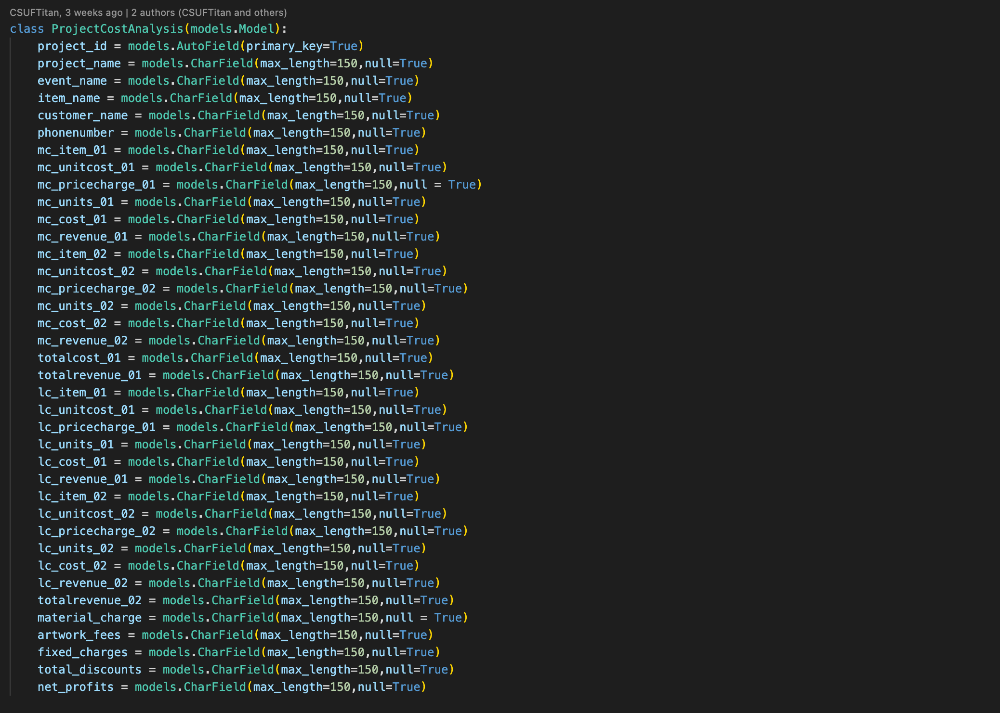 CSUFTitan, 3 weeks ago | 2 authors (CSUFTitan and others)
class ProjectCostAnalysis(models.Model):
    project_id = models.AutoField(primary_key=True)
    project_name = models.CharField(max_length=150,null=True)
    event_name = models.CharField(max_length=150,null=True)
    item_name = models.CharField(max_length=150,null=True)
    customer_name = models.CharField(max_length=150,null=True)
    phonenumber = models.CharField(max_length=150,null=True)
    mc_item_01 = models.CharField(max_length=150,null=True)
    mc_unitcost_01 = models.CharField(max_length=150,null=True)
    mc_pricecharge_01 = models.CharField(max_length=150,null = True)
    mc_units_01 = models.CharField(max_length=150,null=True)
    mc_cost_01 = models.CharField(max_length=150,null=True)
    mc_revenue_01 = models.CharField(max_length=150,null=True)
    mc_item_02 = models.CharField(max_length=150,null=True)
    mc_unitcost_02 = models.CharField(max_length=150,null=True)
    mc_pricecharge_02 = models.CharField(max_length=150,null=True)
    mc_units_02 = models.CharField(max_length=150,null=True)
    mc_cost_02 = models.CharField(max_length=150,null=True)
    mc_revenue_02 = models.CharField(max_length=150,null=True)
    totalcost_01 = models.CharField(max_length=150,null=True)
    totalrevenue_01 = models.CharField(max_length=150,null=True)
    lc_item_01 = models.CharField(max_length=150,null=True)
    lc_unitcost_01 = models.CharField(max_length=150,null=True)
    lc_pricecharge_01 = models.CharField(max_length=150,null=True)
    lc_units_01 = models.CharField(max_length=150,null=True)
    lc_cost_01 = models.CharField(max_length=150,null=True)
    lc_revenue_01 = models.CharField(max_length=150,null=True)
    lc_item_02 = models.CharField(max_length=150,null=True)
    lc_unitcost_02 = models.CharField(max_length=150,null=True)
    lc_pricecharge_02 = models.CharField(max_length=150,null=True)
    lc_units_02 = models.CharField(max_length=150,null=True)
    lc_cost_02 = models.CharField(max_length=150,null=True)
    lc_revenue_02 = models.CharField(max_length=150,null=True)
    totalrevenue_02 = models.CharField(max_length=150,null=True)
    material_charge = models.CharField(max_length=150,null = True)
    artwork_fees = models.CharField(max_length=150,null=True)
    fixed_charges = models.CharField(max_length=150,null=True)
    total_discounts = models.CharField(max_length=150,null=True)
    net_profits = models.CharField(max_length=150,null=True)